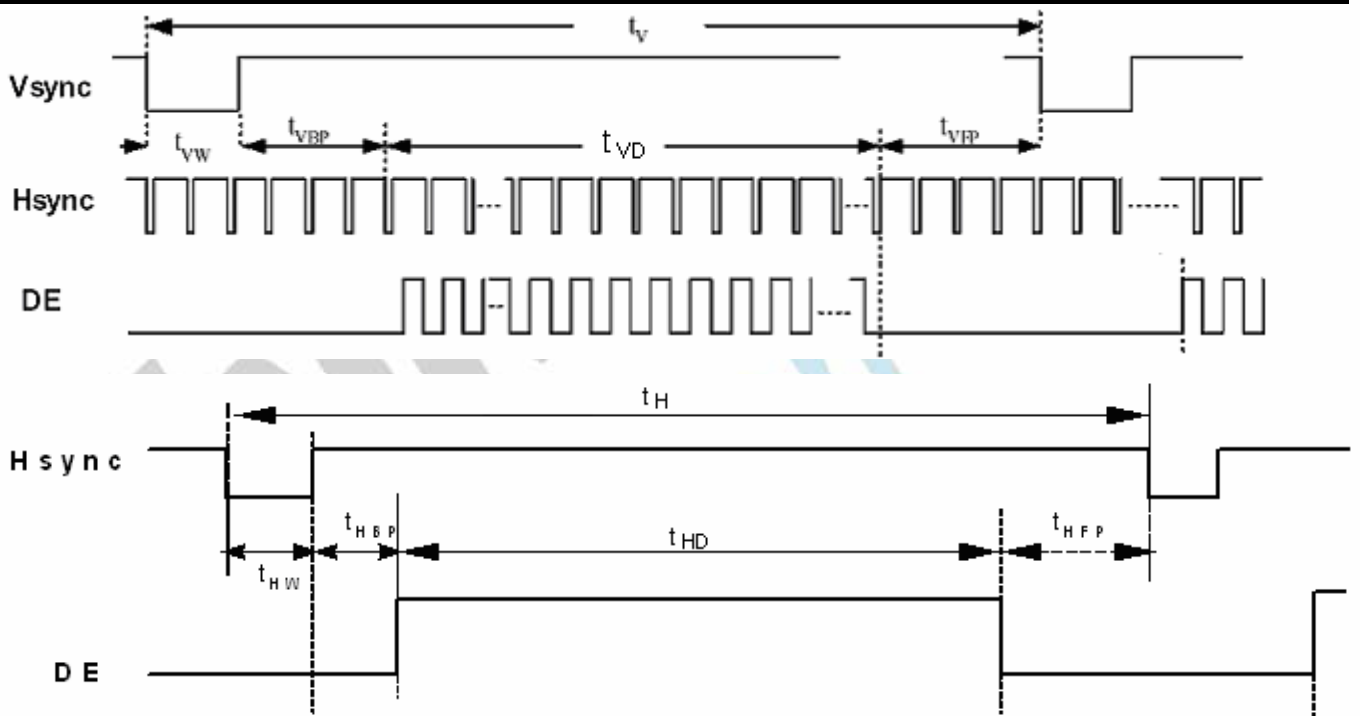 tV
Vsync
tVW
tVBP
tVD
tVFP
Hsync
DE
tH
Hsync
tHBP
tHD
tHFP
tHW
DE